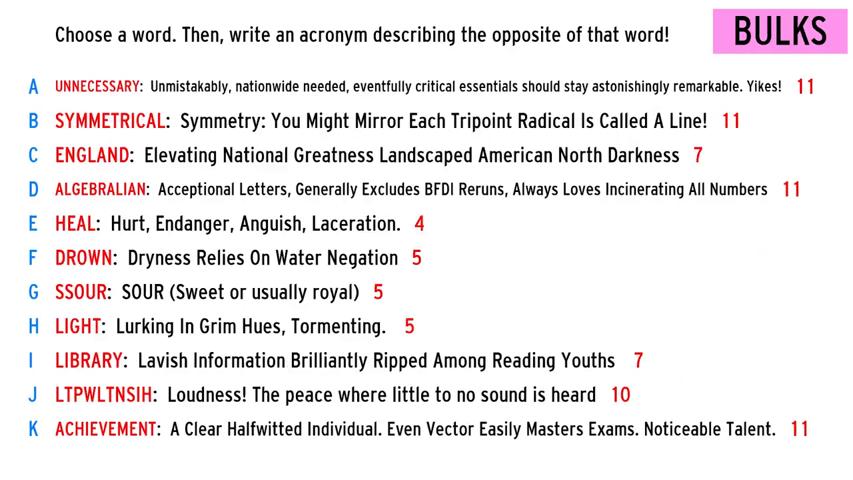 Choose a word. Then, write an acronym describing the opposite of that word!
BULKS
A UNNECESSARY: Unmistakably, nationwide needed, eventfully critical essentials should stay astonishingly remarkable. Yikes! 11
B SYMMETRICAL: Symmetry: You Might Mirror Each Tripoint Radical Is Called A Line! 11
C ENGLAND: Elevating National Greatness Landscaped American North Darkness 7
D ALGEBRALIAN: Acceptional Letters, Generally Excludes BFDI Reruns, Always Loves Incinerating All Numbers 11
E HEAL: Hurt, Endanger, Anguish, Laceration. 4
F DROWN: Dryness Relies On Water Negation 5
G SSOUR: SOUR (Sweet or usually royal) 5
H LIGHT: Lurking In Grim Hues, Tormenting. 5
I LIBRARY: Lavish Information Brilliantly Ripped Among Reading Youths 7
J LTPWLTNSIH: Loudness! The peace where little to no sound is heard 10
K ACHIEVEMENT: A Clear Halfwitted Individual. Even Vector Easily Masters Exams. Noticeable Talent. 11